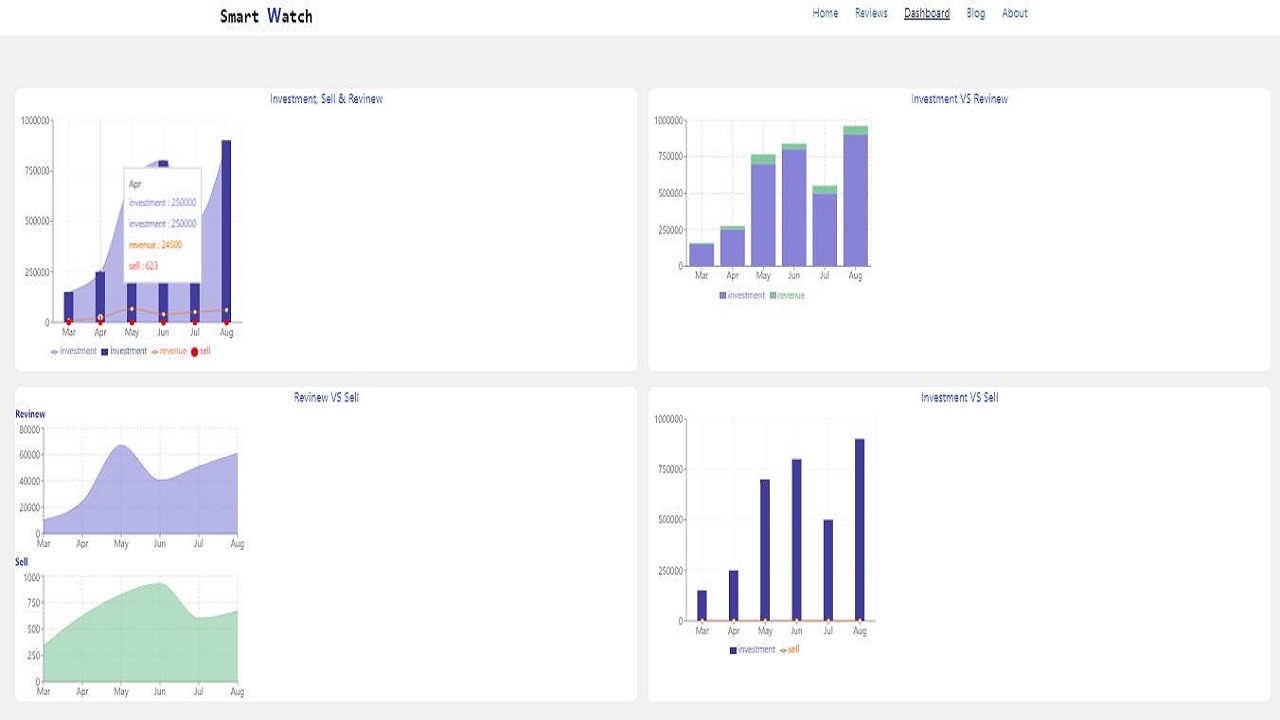 Smart Watch
Home Reviews Dashboard Blog About
Investment, Sell & Revinew
1000000
750000
500000
250000
0
Mar Apr May Jun Jul Aug
Apr
investment : 250000
investment : 250000
revenue : 24500
sell : 623
investment investment revenue sell
Investment VS Revinew
1000000
750000
500000
250000
0
Mar Apr May Jun Jul Aug
investment revenue
Revinew VS Sell
Revinew
80000
60000
40000
20000
0
Mar Apr May Jun Jul Aug
Sell
1000
750
500
250
0
Mar Apr May Jun Jul Aug
Investment VS Sell
1000000
750000
500000
250000
0
Mar Apr May Jun Jul Aug
investment sell